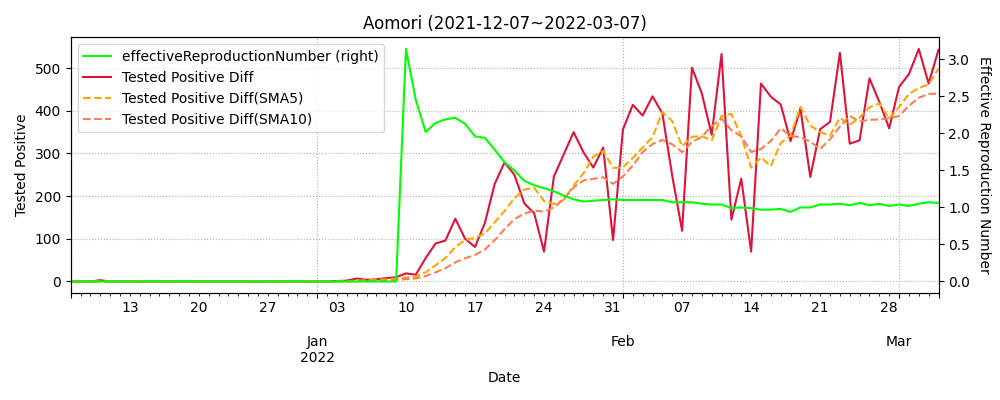 Aomori (2021-12-07~2022-03-07)
effectiveReproductionNumber (right)
Tested Positive Diff
Tested Positive Diff(SMA5)
Tested Positive Diff(SMA10)
Tested Positive
500
400
300
200
100
0
Effective Reproduction Number
3.0
2.5
2.0
1.5
1.0
0.5
0.0
13 20 27 03 10 17 24 31 07 14 21 28
Jan Feb Mar
2022
Date